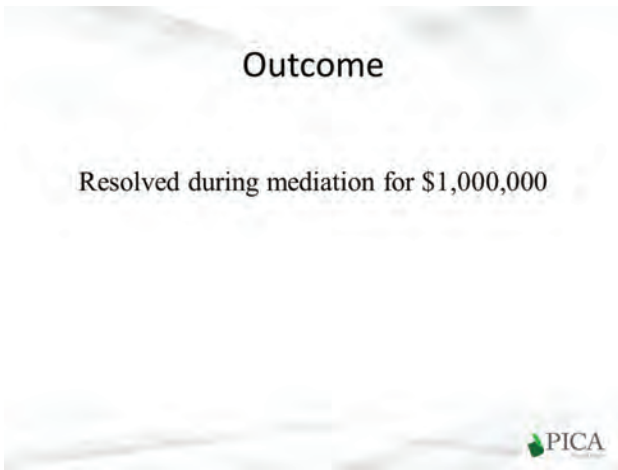 Outcome
Resolved during mediation for $1,000,000
PICA